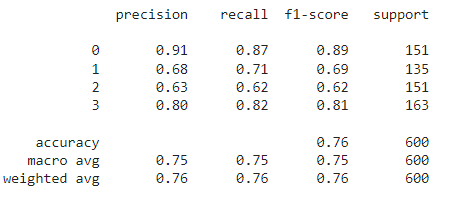 precision recall f1-score support
0 0.91 0.87 0.89 151
1 0.68 0.71 0.69 135
2 0.63 0.62 0.62 151
3 0.80 0.82 0.81 163
accuracy 0.76 600
macro avg 0.75 0.75 0.75 600
weighted avg 0.76 0.76 0.76 600